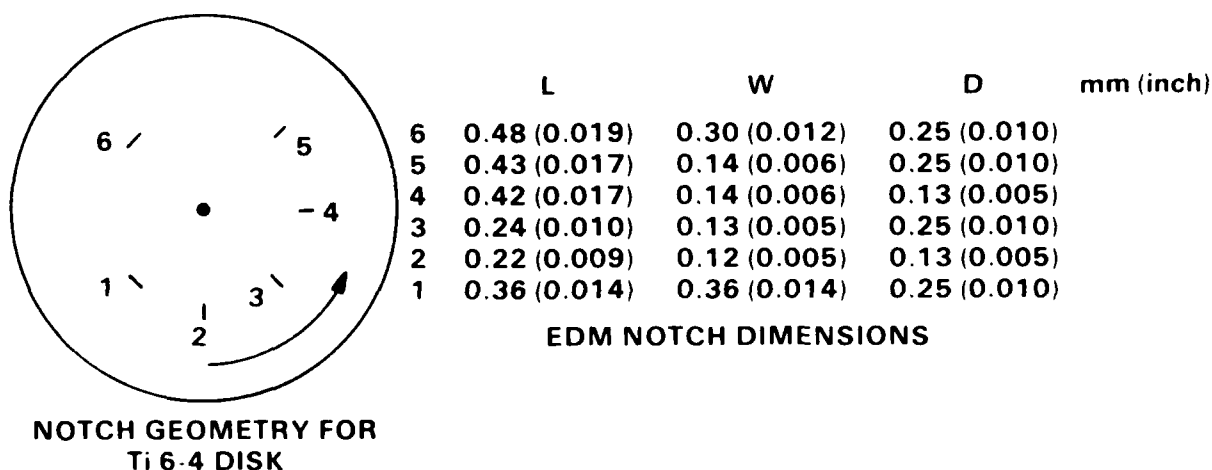 L W D mm (inch)
6 0.48 (0.019) 0.30 (0.012) 0.25 (0.010)
5 0.43 (0.017) 0.14 (0.006) 0.25 (0.010)
4 0.42 (0.017) 0.14 (0.006) 0.13 (0.005)
3 0.24 (0.010) 0.13 (0.005) 0.25 (0.010)
2 0.22 (0.009) 0.12 (0.005) 0.13 (0.005)
1 0.36 (0.014) 0.36 (0.014) 0.25 (0.010)
EDM NOTCH DIMENSIONS
6
5
4
1
3
2
NOTCH GEOMETRY FOR
Ti 6-4 DISK